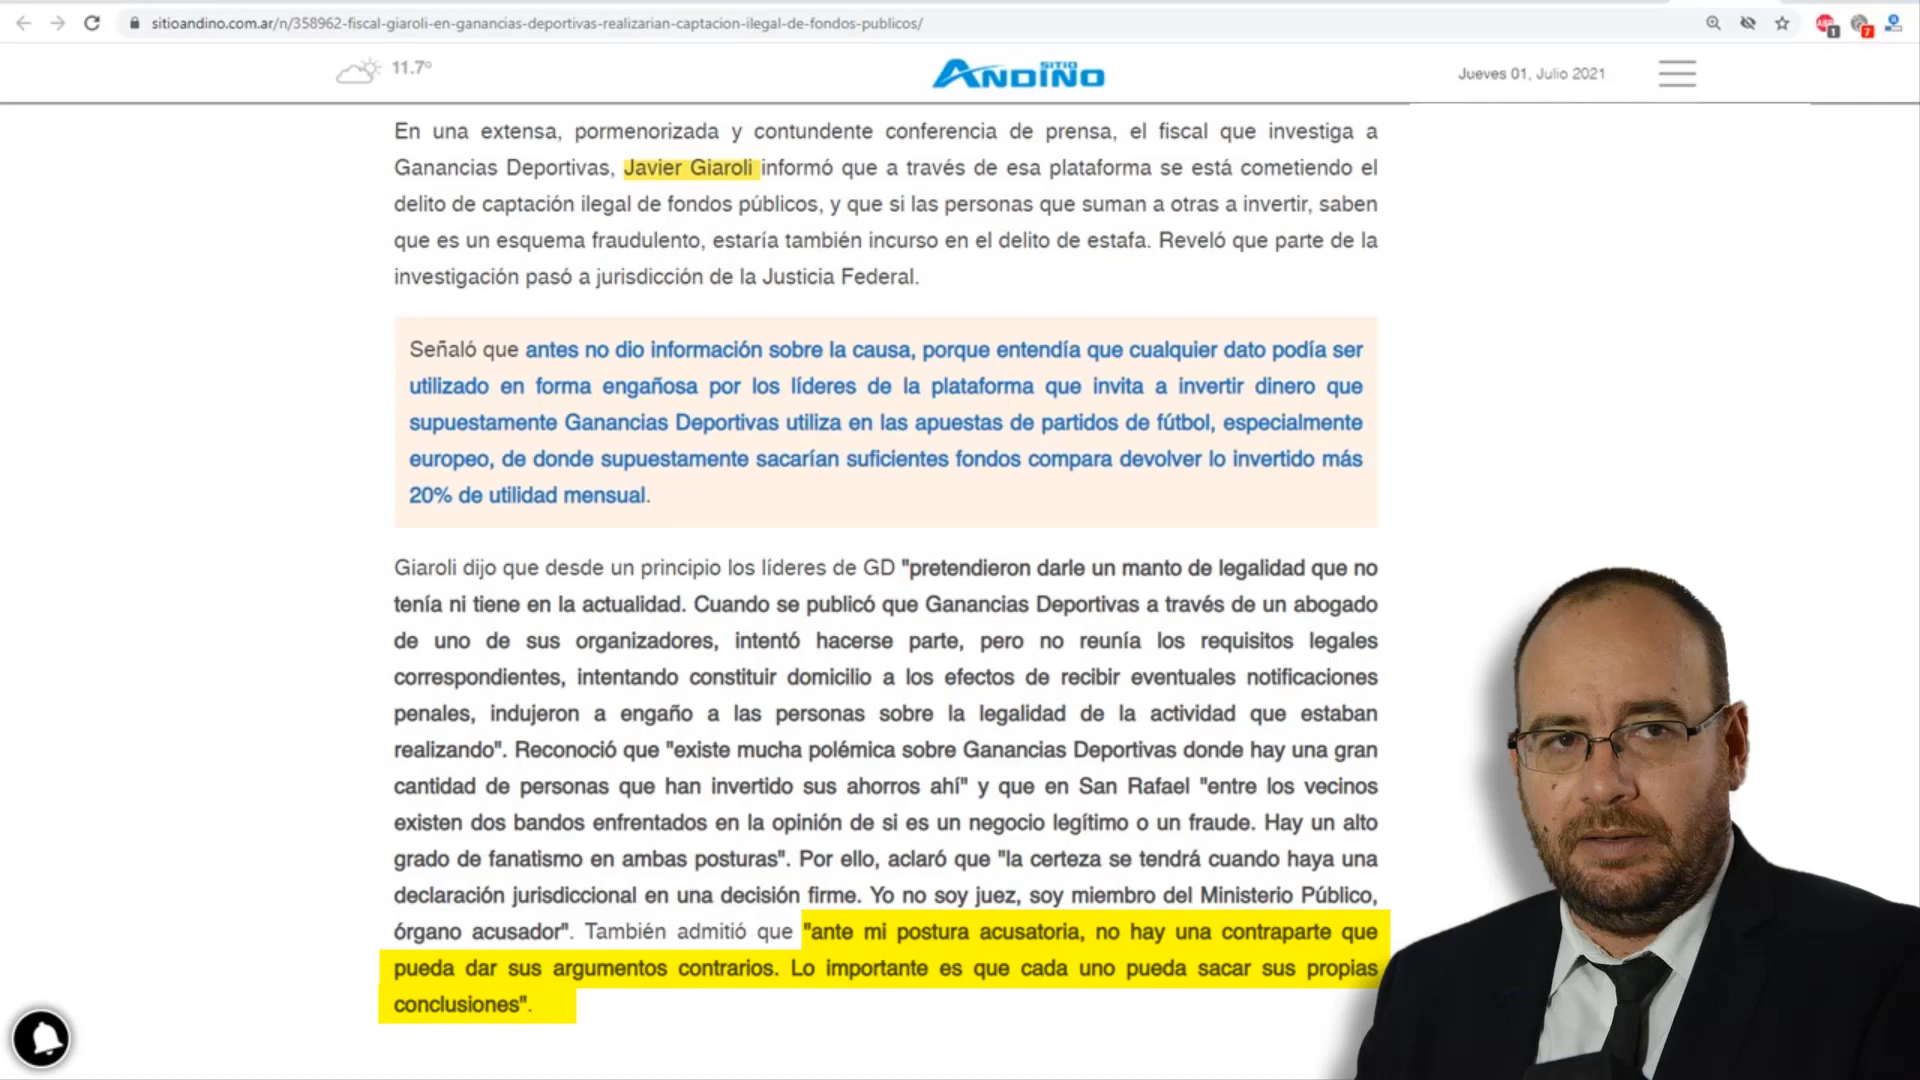 sitioandino.com.ar/n/358962-fiscal-giaroli-en-ganancias-deportivas-realizarian-captacion-ilegal-de-fondos-publicos/
1
7
11.7°
SITIO
ANDINO
Jueves 01, Julio 2021
En una extensa, pormenorizada y contundente conferencia de prensa, el fiscal que investiga a
Ganancias Deportivas, Javier Giaroli informó que a través de esa plataforma se está cometiendo el
delito de captación ilegal de fondos públicos, y que si las personas que suman a otras a invertir, saben
que es un esquema fraudulento, estaría también incurso en el delito de estafa. Reveló que parte de la
investigación pasó a jurisdicción de la Justicia Federal.
Señaló que antes no dio información sobre la causa, porque entendía que cualquier dato podía ser
utilizado en forma engañosa por los líderes de la plataforma que invita a invertir dinero que
supuestamente Ganancias Deportivas utiliza en las apuestas de partidos de fútbol, especialmente
europeo, de donde supuestamente sacarían suficientes fondos compara devolver lo invertido más
20% de utilidad mensual.
Giaroli dijo que desde un principio los líderes de GD "pretendieron darle un manto de legalidad que no
tenía ni tiene en la actualidad. Cuando se publicó que Ganancias Deportivas a través de un abogado
de uno de sus organizadores, intentó hacerse parte, pero no reunía los requisitos legales
correspondientes, intentando constituir domicilio a los efectos de recibir eventuales notificaciones
penales, indujeron a engaño a las personas sobre la legalidad de la actividad que estaban
realizando". Reconoció que "existe mucha polémica sobre Ganancias Deportivas donde hay una gran
cantidad de personas que han invertido sus ahorros ahí" y que en San Rafael "entre los vecinos
existen dos bandos enfrentados en la opinión de si es un negocio legítimo o un fraude. Hay un alto
grado de fanatismo en ambas posturas". Por ello, aclaró que "la certeza se tendrá cuando haya una
declaración jurisdiccional en una decisión firme. Yo no soy juez, soy miembro del Ministerio Público,
órgano acusador". También admitió que "ante mi postura acusatoria, no hay una contraparte que
pueda dar sus argumentos contrarios. Lo importante es que cada uno pueda sacar sus propias
conclusiones".